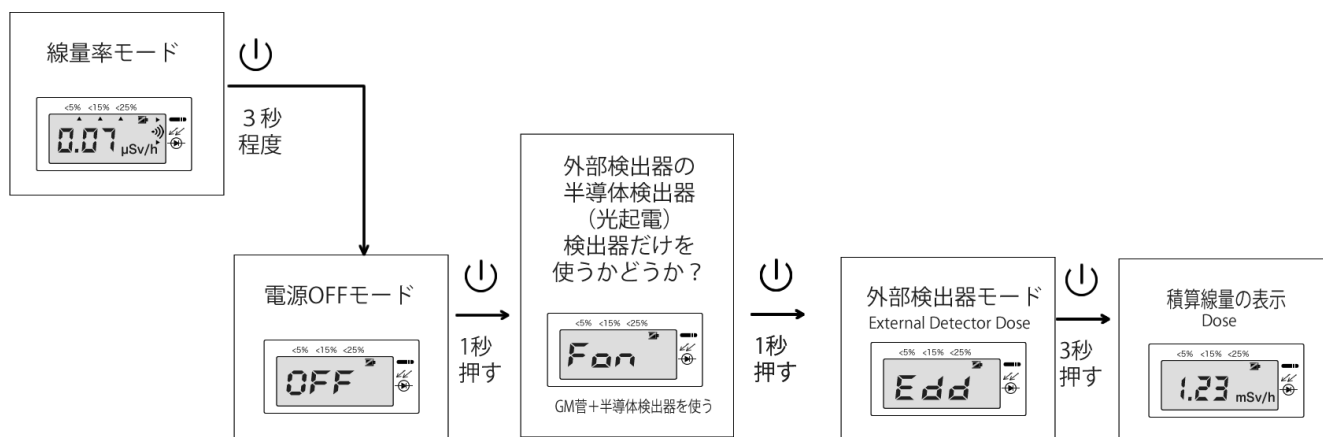 線量率モード
<5% <15% <25%
0.07 μSv/h
3秒
程度
電源OFFモード
<5% <15% <25%
OFF
1秒
押す
外部検出器の
半導体検出器
（光起電）
検出器だけを
使うかどうか？
<5% <15% <25%
Fon
GM菅＋半導体検出器を使う
1秒
押す
外部検出器モード
External Detector Dose
<5% <15% <25%
Edd
3秒
押す
積算線量の表示
Dose
<5% <15% <25%
1.23 mSv/h